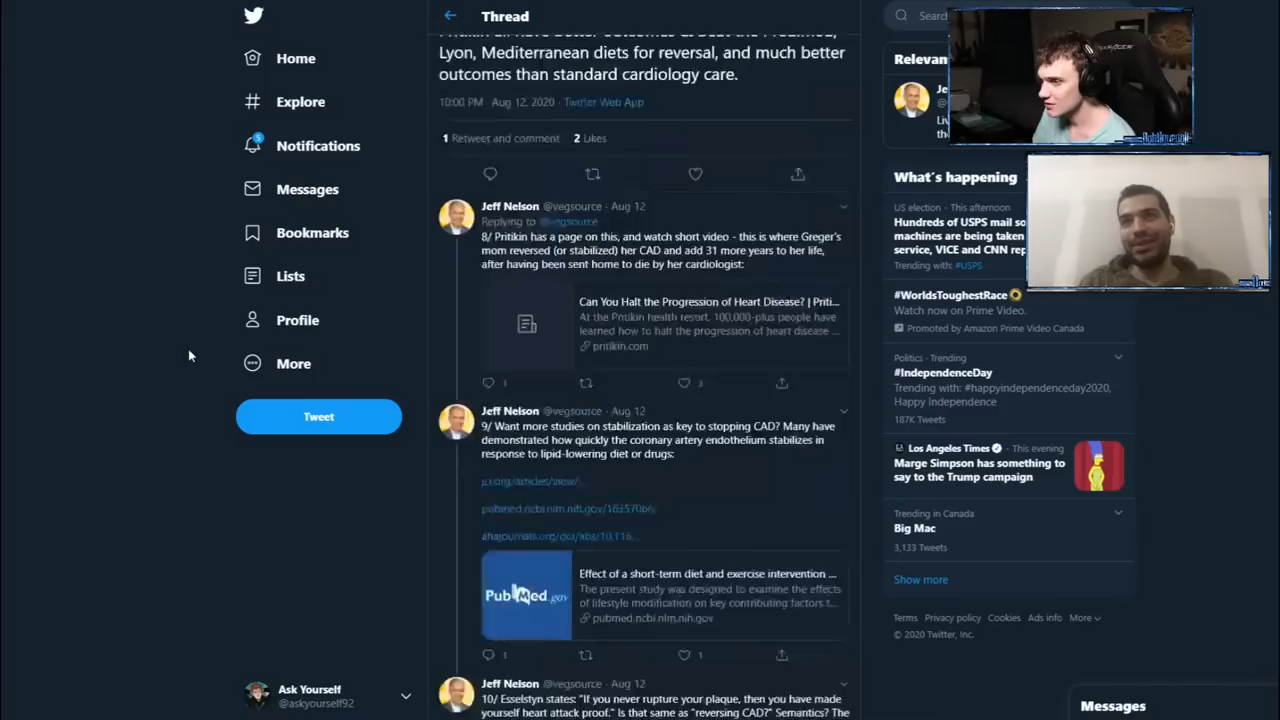 Home
Explore
5
Notifications
Messages
Bookmarks
Lists
Profile
More
Tweet
Ask Yourself
@askyourself92
Thread
Lyon, Mediterranean diets for reversal, and much better
outcomes than standard cardiology care.
10:00 PM · Aug 12, 2020 · Twitter Web App
1 Retweet and comment 2 Likes
Jeff Nelson @vegsource · Aug 12
Replying to @vegsource
8/ Pritikin has a page on this, and watch short video - this is where Greger's
mom reversed (or stabilized) her CAD and add 31 more years to her life,
after having been sent home to die by her cardiologist:
Can You Halt the Progression of Heart Disease? | Priti...
At the Pritikin health resort, 100,000-plus people have
learned how to halt the progression of heart disease ...
pritikin.com
1 3
Jeff Nelson @vegsource · Aug 12
9/ Want more studies on stabilization as key to stopping CAD? Many have
demonstrated how quickly the coronary artery endothelium stabilizes in
response to lipid-lowering diet or drugs:
pubmed.ncbi.nlm.nih.gov/16357066
PubMed.gov
Effect of a short-term diet and exercise intervention ...
The present study was designed to examine the effects
of lifestyle modification on key contributing factors t...
pubmed.ncbi.nlm.nih.gov
1 1
Jeff Nelson @vegsource · Aug 12
10/ Esselstyn states: "If you never rupture your plaque, then you have made
yourself heart attack proof." Is that same as "reversing CAD?" Semantics? The
Search
Je
What's happening
US election · This afternoon
Hundreds of USPS mail so
machines are being taken
service, VICE and CNN rep
Trending with: #USPS
#WorldsToughestRace
Watch now on Prime Video.
Promoted by Amazon Prime Video Canada
Politics · Trending
#IndependenceDay
Trending with: #happyindependenceday2020,
Happy Independence
187K Tweets
Los Angeles Times · This evening
Marge Simpson has something to
say to the Trump campaign
Trending in Canada
Big Mac
3,133 Tweets
Show more
Terms Privacy policy Cookies Ads info More
© 2020 Twitter, Inc.
Messages